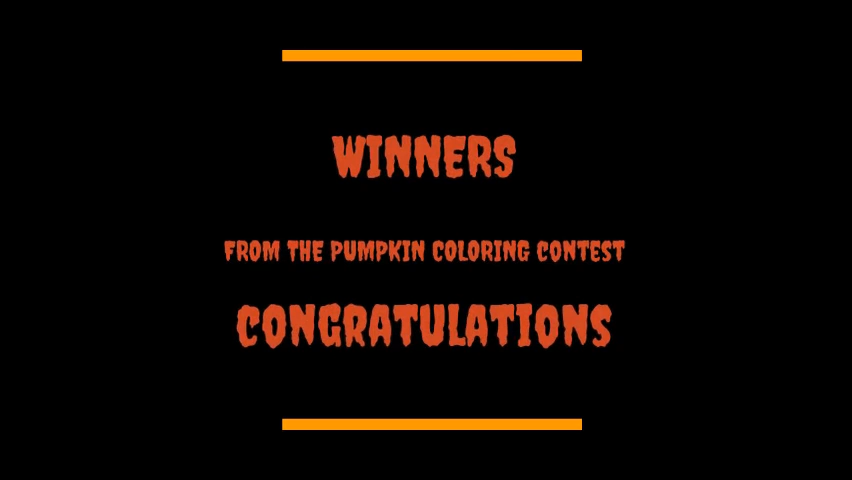 WINNERS
FROM THE PUMPKIN COLORING CONTEST
CONGRATULATIONS